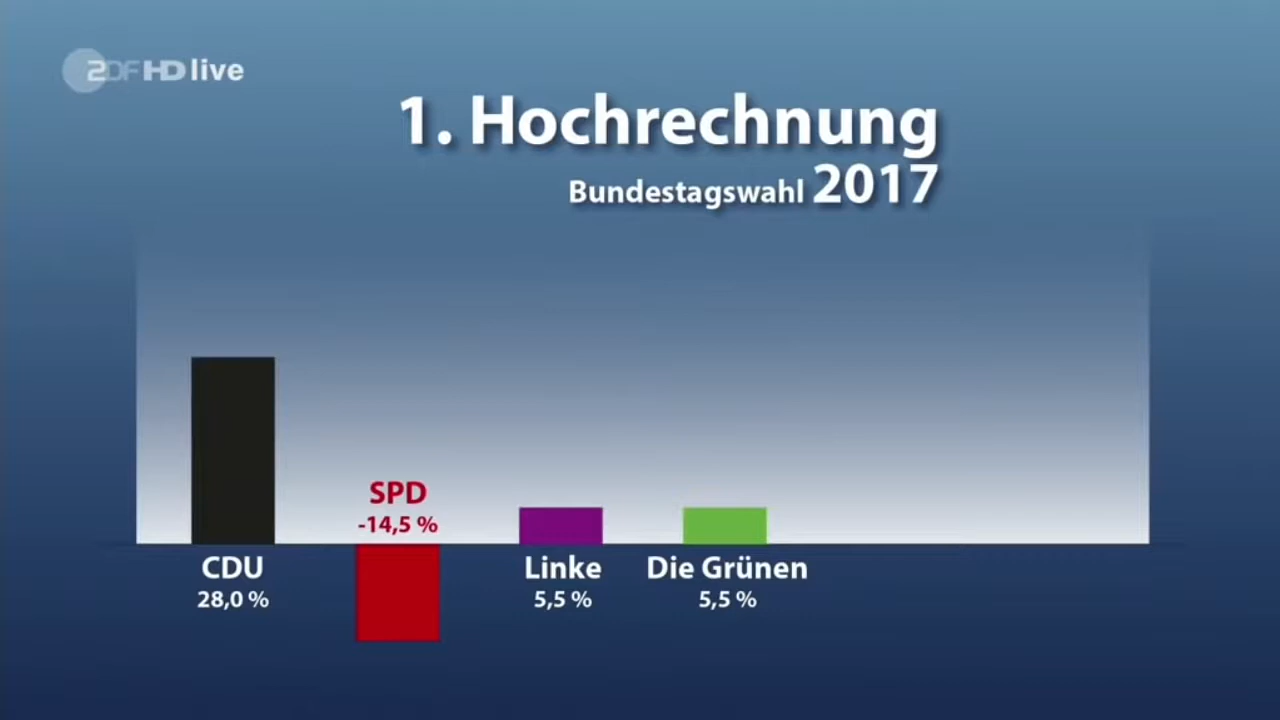 ZDF HD live
1. Hochrechnung
Bundestagswahl 2017
SPD
-14,5 %
CDU
28,0 %
Linke
5,5 %
Die Grünen
5,5 %